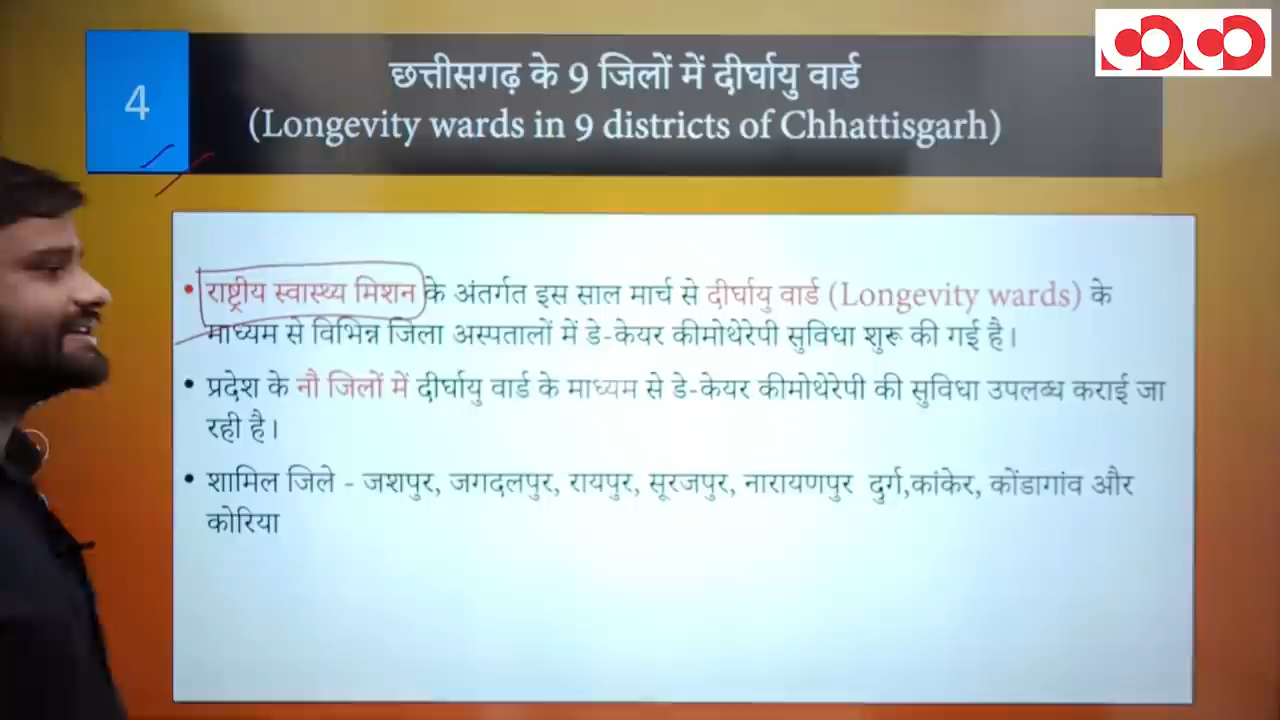 4
छत्तीसगढ़ के 9 जिलों में दीर्घायु वार्ड
(Longevity wards in 9 districts of Chhattisgarh)
• राष्ट्रीय स्वास्थ्य मिशन के अंतर्गत इस साल मार्च से दीर्घायु वार्ड (Longevity wards) के
माध्यम से विभिन्न जिला अस्पतालों में डे-केयर कीमोथेरेपी सुविधा शुरू की गई है।
• प्रदेश के नौ जिलों में दीर्घायु वार्ड के माध्यम से डे-केयर कीमोथेरेपी की सुविधा उपलब्ध कराई जा
रही है।
• शामिल जिले - जशपुर, जगदलपुर, रायपुर, सूरजपुर, नारायणपुर दुर्ग,कांकेर, कोंडागांव और
कोरिया